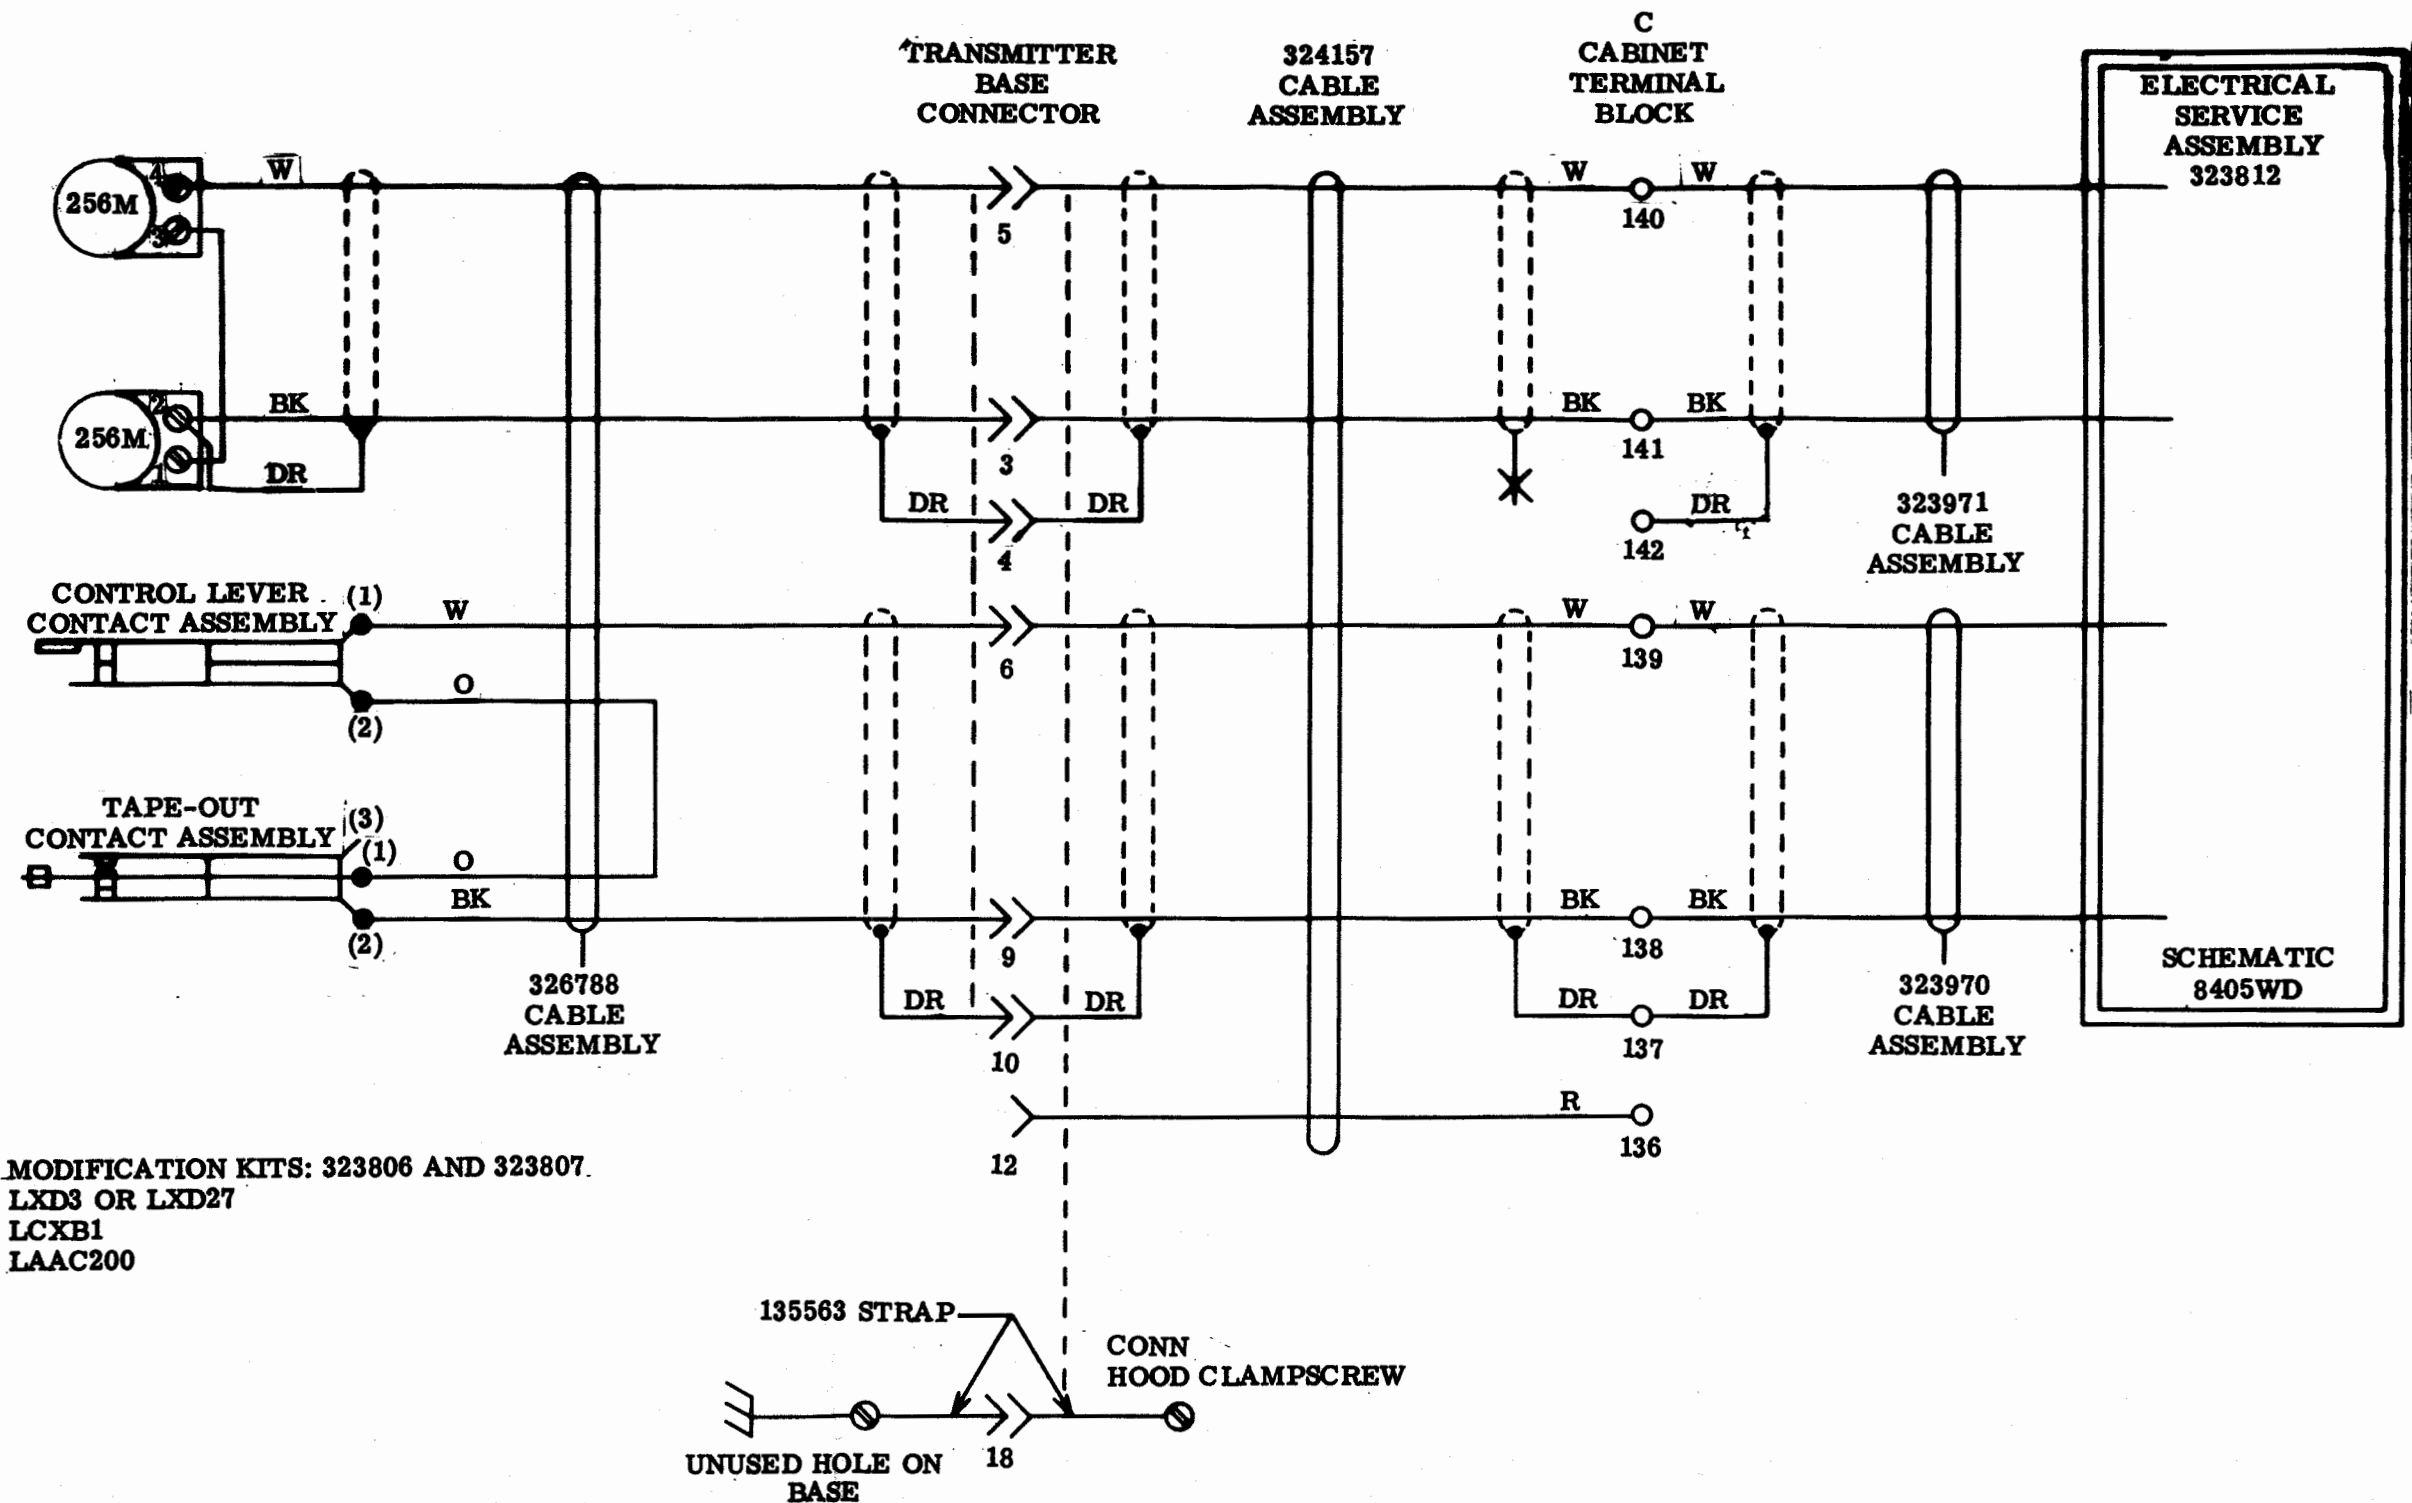 TRANSMITTER
BASE
CONNECTOR
324157
CABLE
ASSEMBLY
C
CABINET
TERMINAL
BLOCK
ELECTRICAL
SERVICE
ASSEMBLY
323812
256M
4
3
W
5
W
W
140
256M
2
1
BK
DR
3
BK
BK
141
DR
DR
4
DR
142
323971
CABLE
ASSEMBLY
CONTROL LEVER
CONTACT ASSEMBLY
(1)
W
6
W
W
139
O
(2)
TAPE-OUT
CONTACT ASSEMBLY
(3)
(1)
O
BK
(2)
9
BK
BK
138
326788
CABLE
ASSEMBLY
DR
DR
10
DR
DR
137
323970
CABLE
ASSEMBLY
SCHEMATIC
8405WD
12
R
136
MODIFICATION KITS: 323806 AND 323807
LXD3 OR LXD27
LCXB1
LAAC200
135563 STRAP
CONN
HOOD CLAMPSCREW
18
UNUSED HOLE ON
BASE